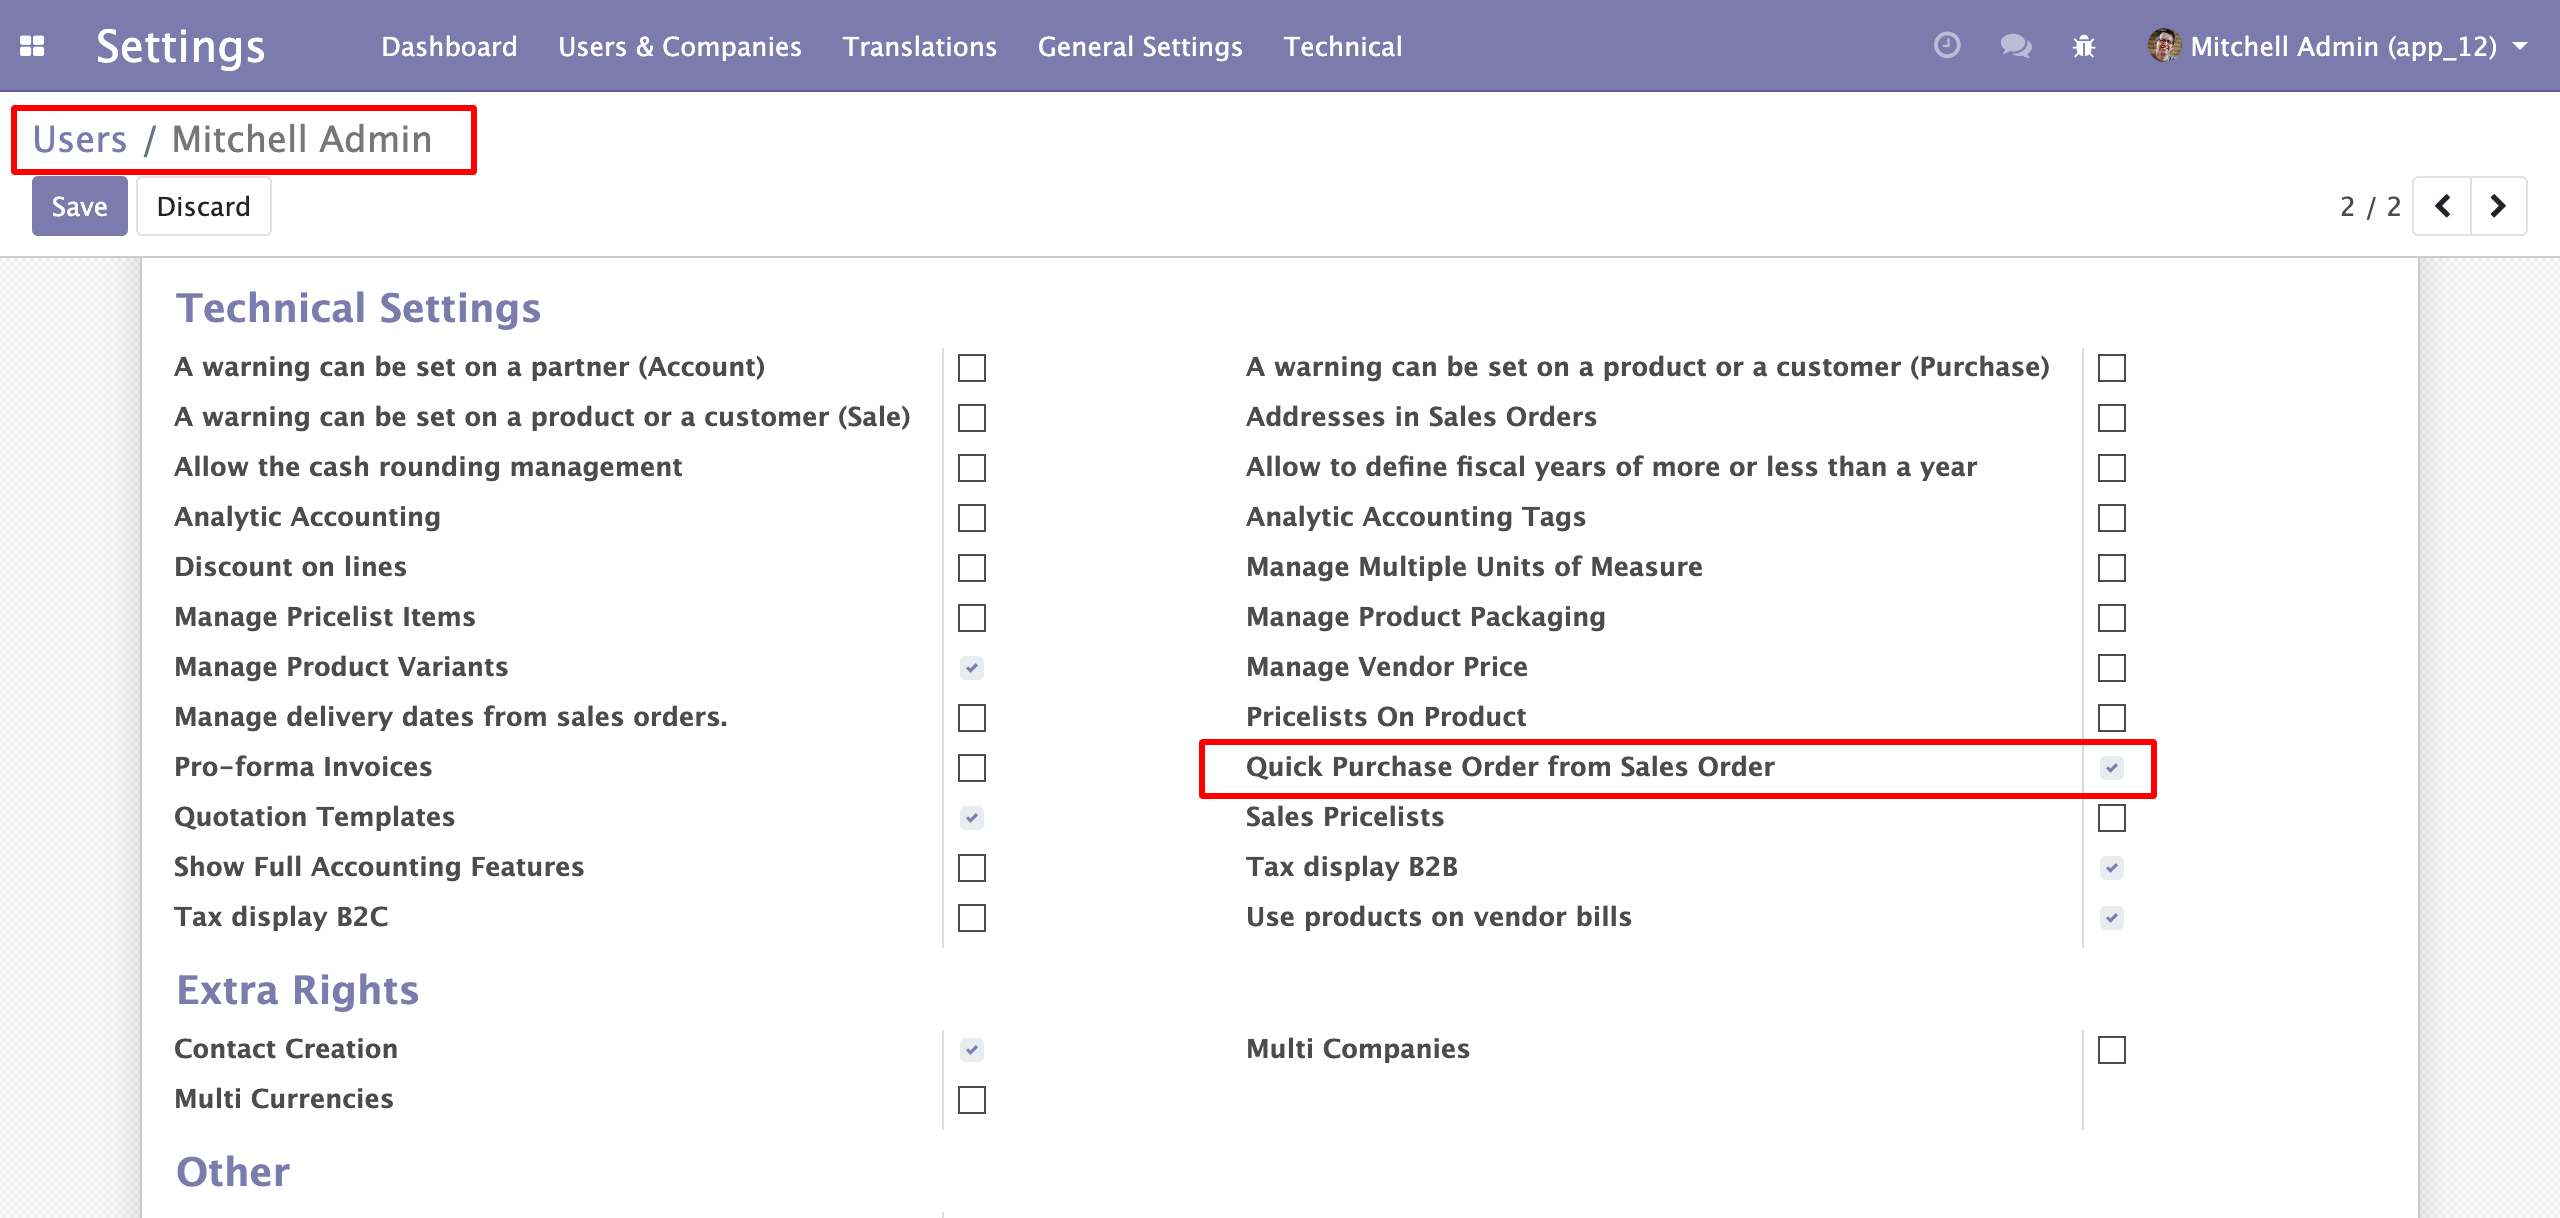 Settings Dashboard Users & Companies Translations General Settings Technical Mitchell Admin (app_12)
Users / Mitchell Admin
Save Discard 2 / 2
Technical Settings
A warning can be set on a partner (Account) A warning can be set on a product or a customer (Purchase)
A warning can be set on a product or a customer (Sale) Addresses in Sales Orders
Allow the cash rounding management Allow to define fiscal years of more or less than a year
Analytic Accounting Analytic Accounting Tags
Discount on lines Manage Multiple Units of Measure
Manage Pricelist Items Manage Product Packaging
Manage Product Variants Manage Vendor Price
Manage delivery dates from sales orders. Pricelists On Product
Pro-forma Invoices Quick Purchase Order from Sales Order
Quotation Templates Sales Pricelists
Show Full Accounting Features Tax display B2B
Tax display B2C Use products on vendor bills
Extra Rights
Contact Creation Multi Companies
Multi Currencies
Other